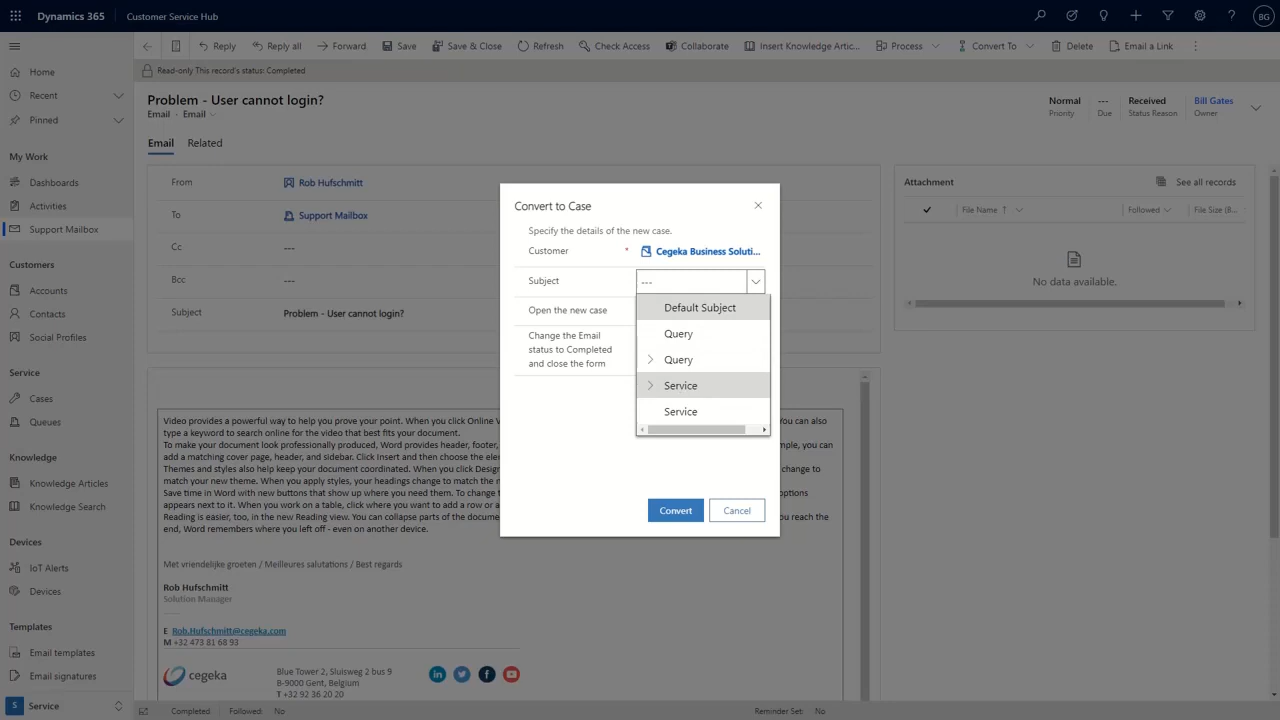 Dynamics 365
Customer Service Hub
BG
Reply
Reply all
Forward
Save
Save & Close
Refresh
Check Access
Collaborate
Insert Knowledge Artic...
Process
Convert To
Delete
Email a Link
Read-only This record's status: Completed
Home
Recent
Pinned
My Work
Dashboards
Activities
Support Mailbox
Customers
Accounts
Contacts
Social Profiles
Service
Cases
Queues
Knowledge
Knowledge Articles
Knowledge Search
Devices
IoT Alerts
Devices
Templates
Email templates
Email signatures
S Service
Problem - User cannot login?
Email · Email
Normal
Priority
---
Due
Received
Status Reason
Bill Gates
Owner
Email
Related
From
Rob Hufschmitt
To
Support Mailbox
Cc
---
Bcc
---
Subject
Problem - User cannot login?
Attachment
See all records
File Name
Followed
File Size (B...
No data available.
Convert to Case
Specify the details of the new case.
Customer
*
Cegeka Business Soluti...
Subject
---
Default Subject
Query
Query
Service
Service
Open the new case
Change the Email
status to Completed
and close the form
Convert
Cancel
Video provides a powerful way to help you prove your point. When you click Online V
You can also
type a keyword to search online for the video that best fits your document.
To make your document look professionally produced, Word provides header, footer,
mple, you can
add a matching cover page, header, and sidebar. Click Insert and then choose the ele
Themes and styles also help keep your document coordinated. When you click Design
change to
match your new theme. When you apply styles, your headings change to match the n
Save time in Word with new buttons that show up where you need them. To change t
options
appears next to it. When you work on a table, click where you want to add a row or a
Reading is easier, too, in the new Reading view. You can collapse parts of the docume
you reach the
end, Word remembers where you left off - even on another device.
Met vriendelijke groeten / Meilleures salutations / Best regards
Rob Hufschmitt
Solution Manager
E Rob.Hufschmitt@cegeka.com
M +32 473 81 68 93
cegeka
Blue Tower 2, Sluisweg 2 bus 9
B-9000 Gent, Belgium
T +32 92 36 20 20
Completed
Followed: No
Reminder Set: No